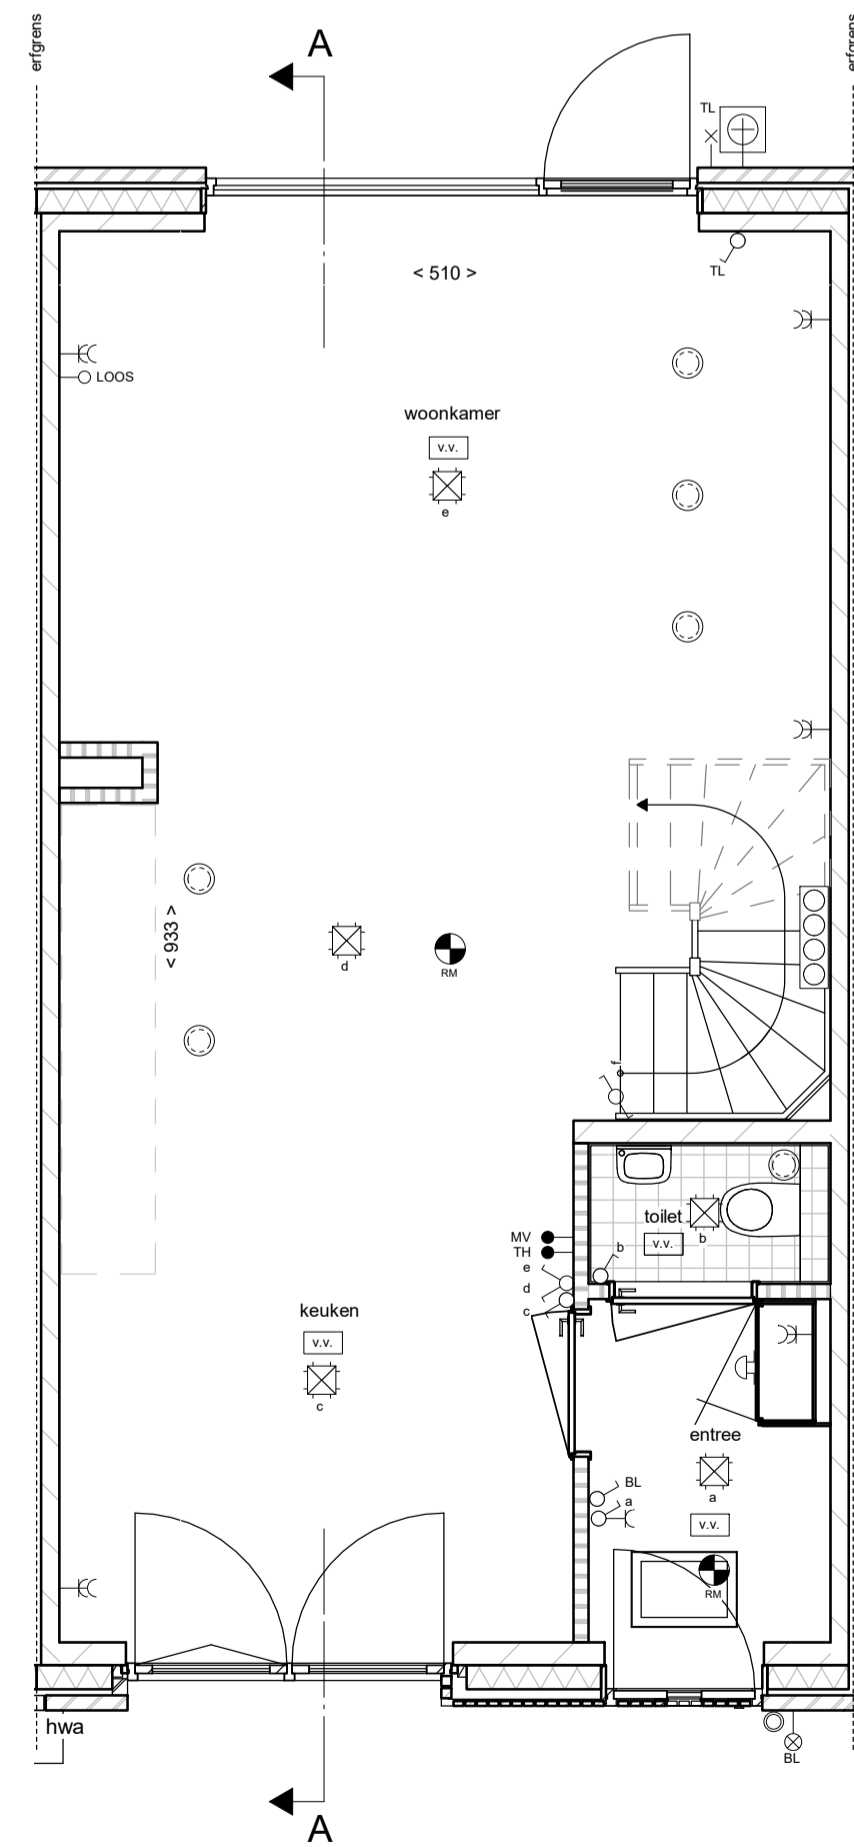 erfgrens
erfgrens
A
TL
< 510 >
TL
LOOS
woonkamer
v.v.
e
< 933 >
d
RM
f
toilet
b
v.v.
b
MV
TH
e
d
c
keuken
v.v.
c
entree
a
v.v.
BL
a
RM
hwa
BL
A